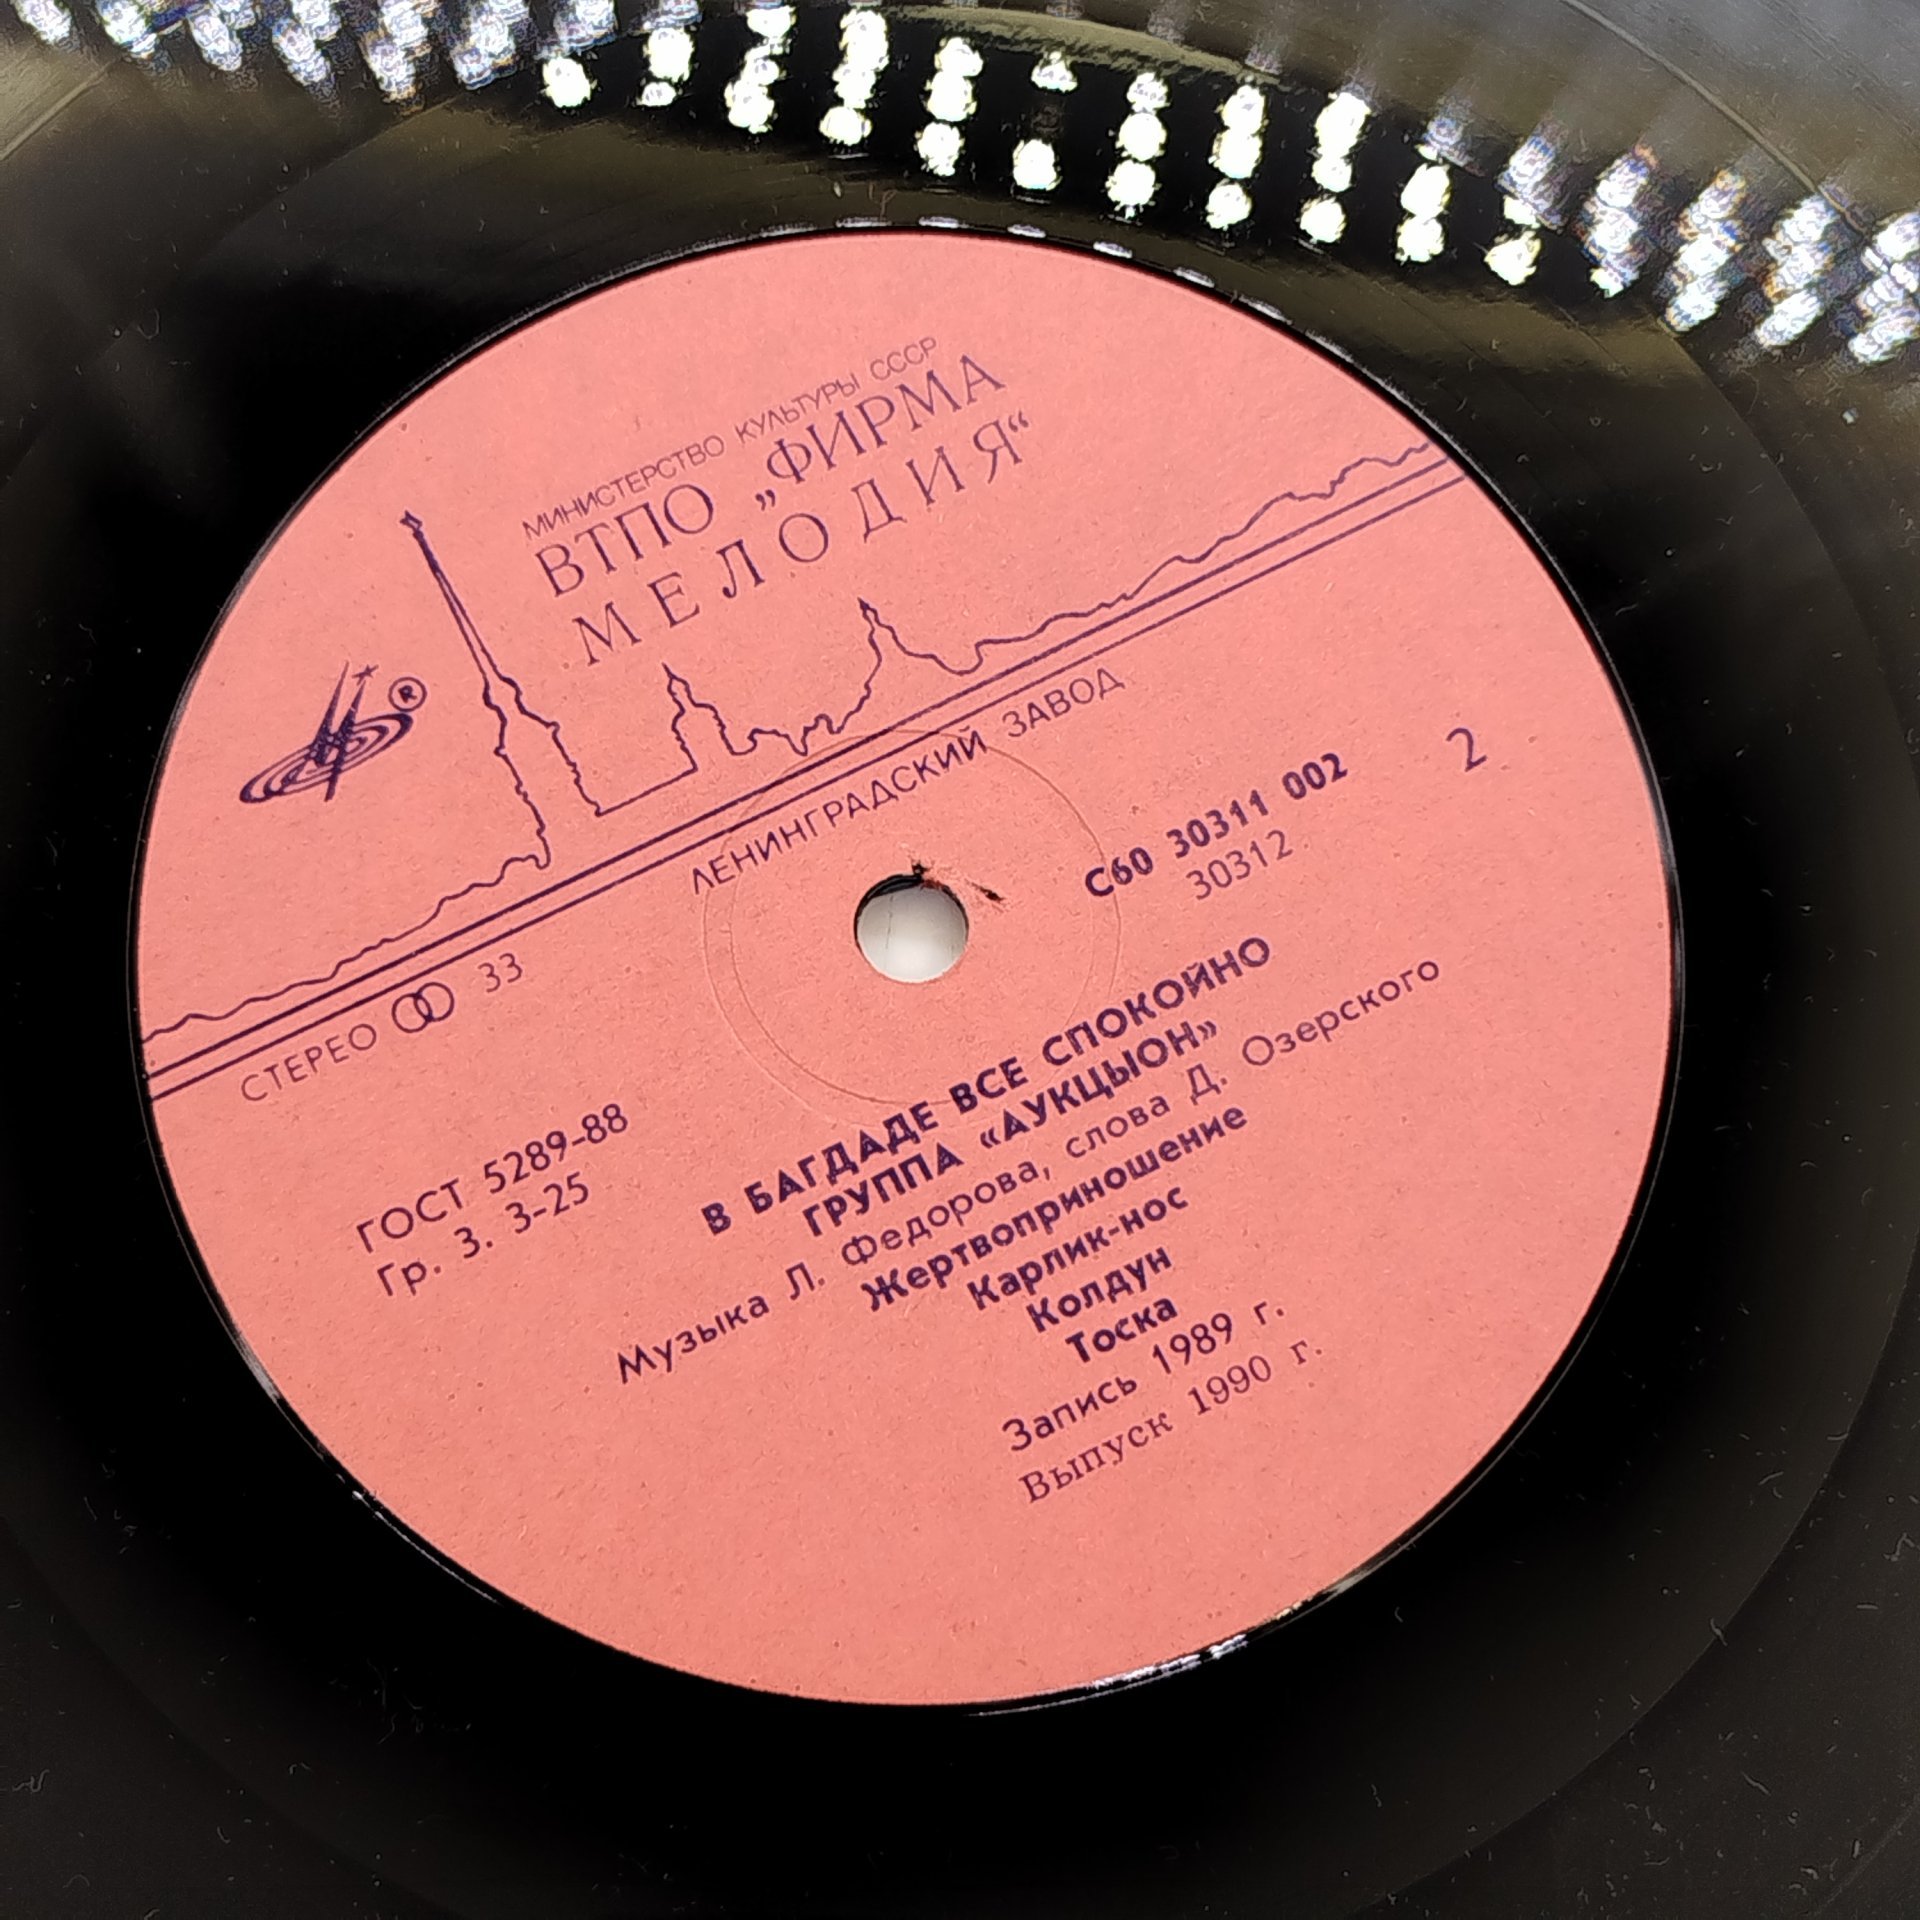 МИНИСТЕРСТВО КУЛЬТУРЫ СССР
ВТПО „ФИРМА
МЕЛОДИЯ“
®
ЛЕНИНГРАДСКИЙ ЗАВОД
СТЕРЕО 33
С60 30311 002
30312
2
ГОСТ 5289-88
Гр. 3. 3-25
В БАГДАДЕ ВСЕ СПОКОЙНО
ГРУППА «АУКЦЫОН»
Музыка Л. Федорова, слова Д. Озерского
Жертвоприношение
Карлик-нос
Колдун
Тоска
Запись 1989 г.
Выпуск 1990 г.